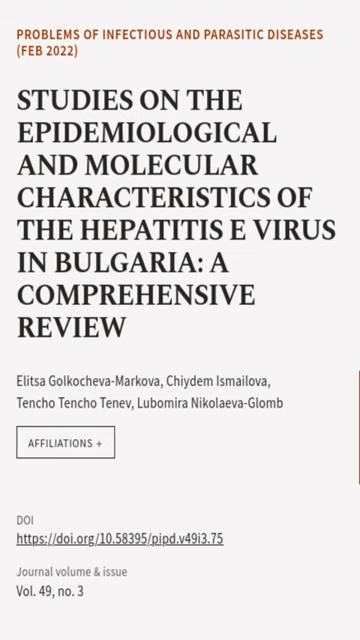 PROBLEMS OF INFECTIOUS AND PARASITIC DISEASES
(FEB 2022)
STUDIES ON THE
EPIDEMIOLOGICAL
AND MOLECULAR
CHARACTERISTICS OF
THE HEPATITIS E VIRUS
IN BULGARIA: A
COMPREHENSIVE
REVIEW
Elitsa Golkocheva-Markova, Chiydem Ismailova,
Tencho Tencho Tenev, Lubomira Nikolaeva-Glomb
AFFILIATIONS +
DOI
https://doi.org/10.58395/pipd.v49i3.75
Journal volume & issue
Vol. 49, no. 3